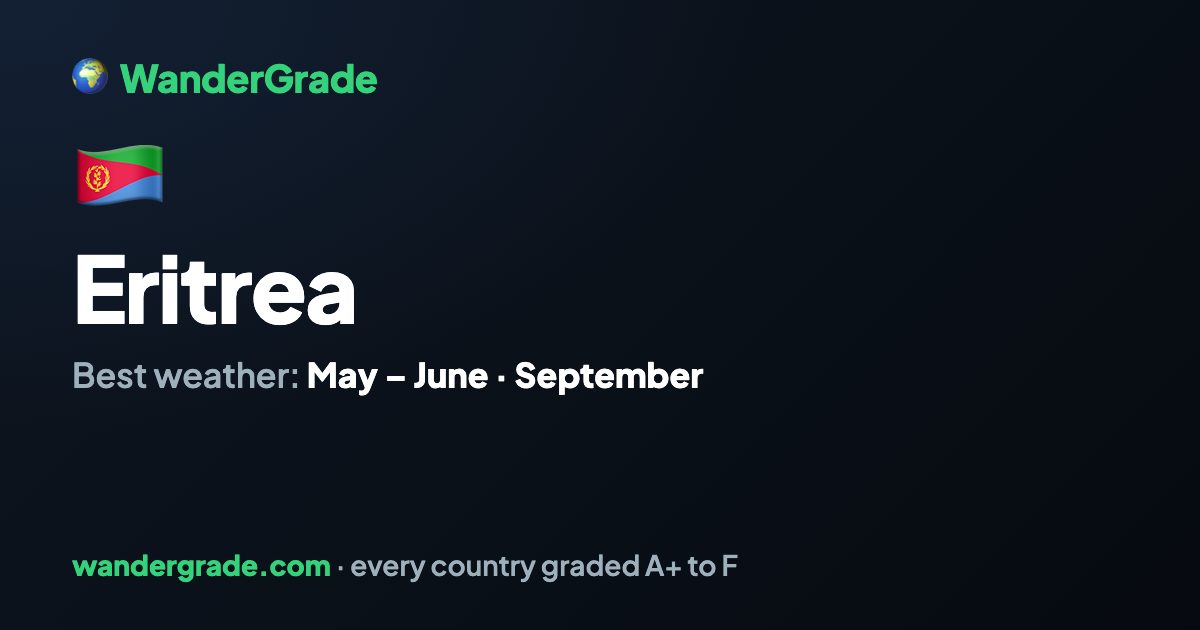 WanderGrade
Eritrea
Best weather: May – June · September
wandergrade.com · every country graded A+ to F